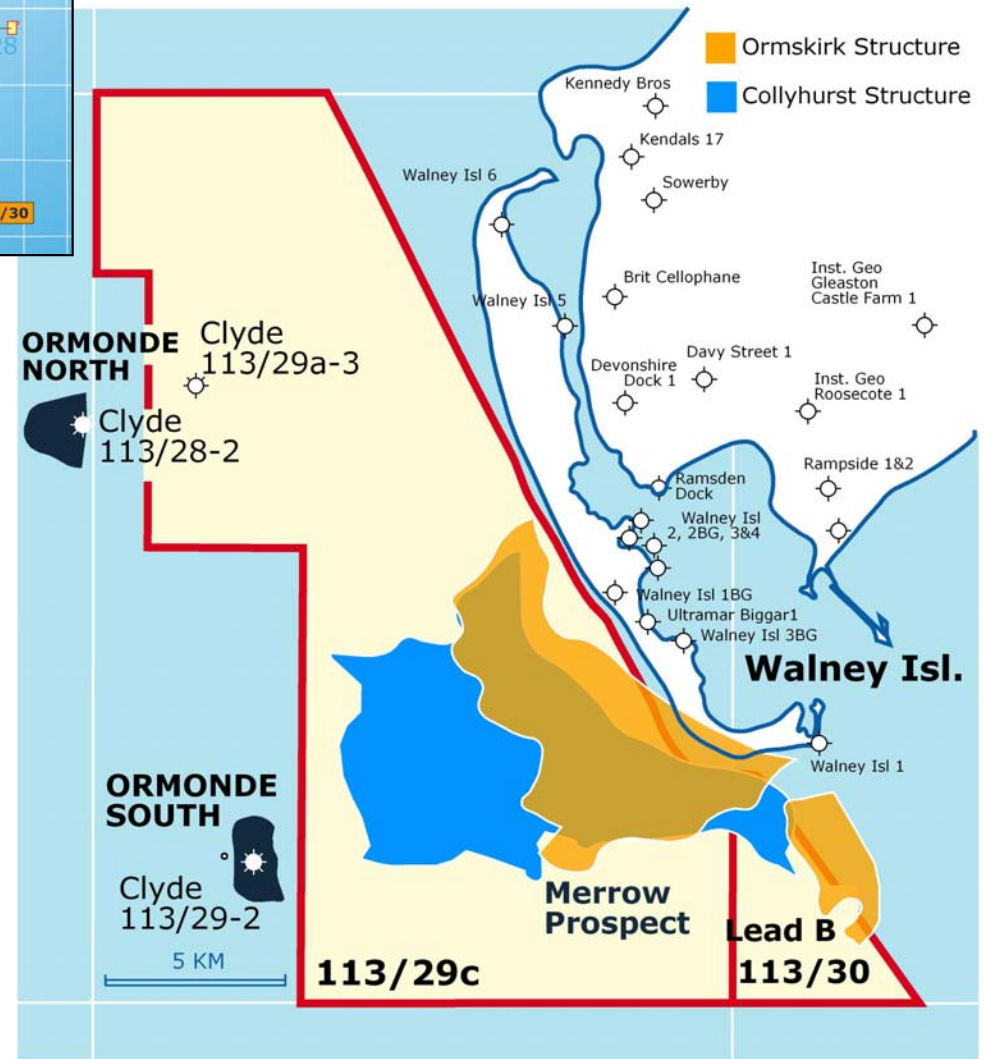 28
/30
Ormskirk Structure
Collyhurst Structure
Kennedy Bros
Kendals 17
Walney Isl 6
Sowerby
Brit Cellophane
Inst. Geo
Gleaston
Castle Farm 1
Walney Isl 5
ORMONDE
NORTH
Clyde
113/29a-3
Davy Street 1
Devonshire
Dock 1
Inst. Geo
Roosecote 1
Clyde
113/28-2
Rampside 1&2
Ramsden
Dock
Walney Isl
2, 2BG, 3&4
Walney Isl 1BG
Ultramar Biggar1
Walney Isl 3BG
Walney Isl.
Walney Isl 1
ORMONDE
SOUTH
Clyde
113/29-2
Merrow
Prospect
Lead B
113/30
5 KM
113/29c